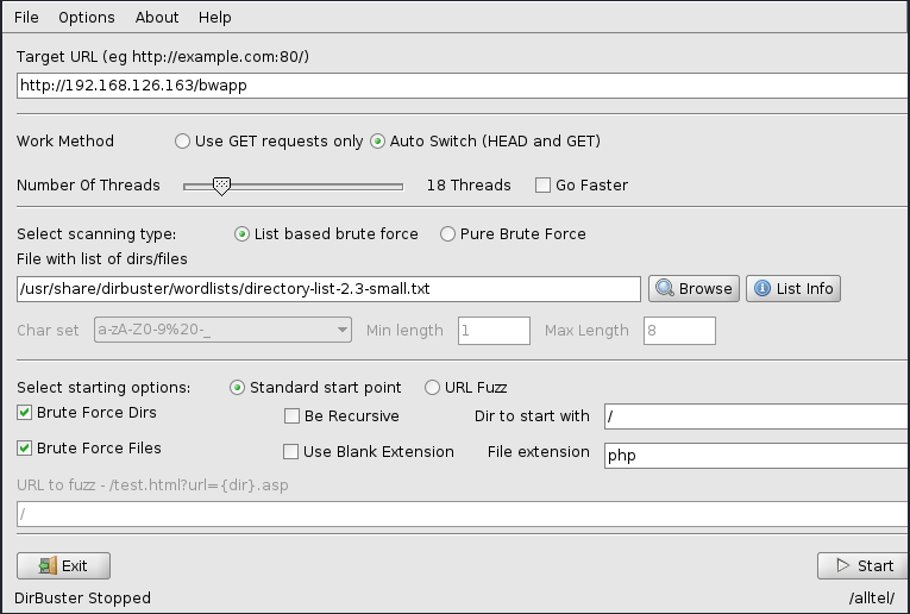 File Options About Help
Target URL (eg http://example.com:80/)
http://192.168.126.163/bwapp
Work Method Use GET requests only Auto Switch (HEAD and GET)
Number Of Threads 18 Threads Go Faster
Select scanning type: List based brute force Pure Brute Force
File with list of dirs/files
/usr/share/dirbuster/wordlists/directory-list-2.3-small.txt Browse List Info
Char set a-zA-Z0-9%20-_ Min length 1 Max Length 8
Select starting options: Standard start point URL Fuzz
Brute Force Dirs Be Recursive Dir to start with /
Brute Force Files Use Blank Extension File extension php
URL to fuzz - /test.html?url={dir}.asp
/
Exit Start
DirBuster Stopped /alltel/